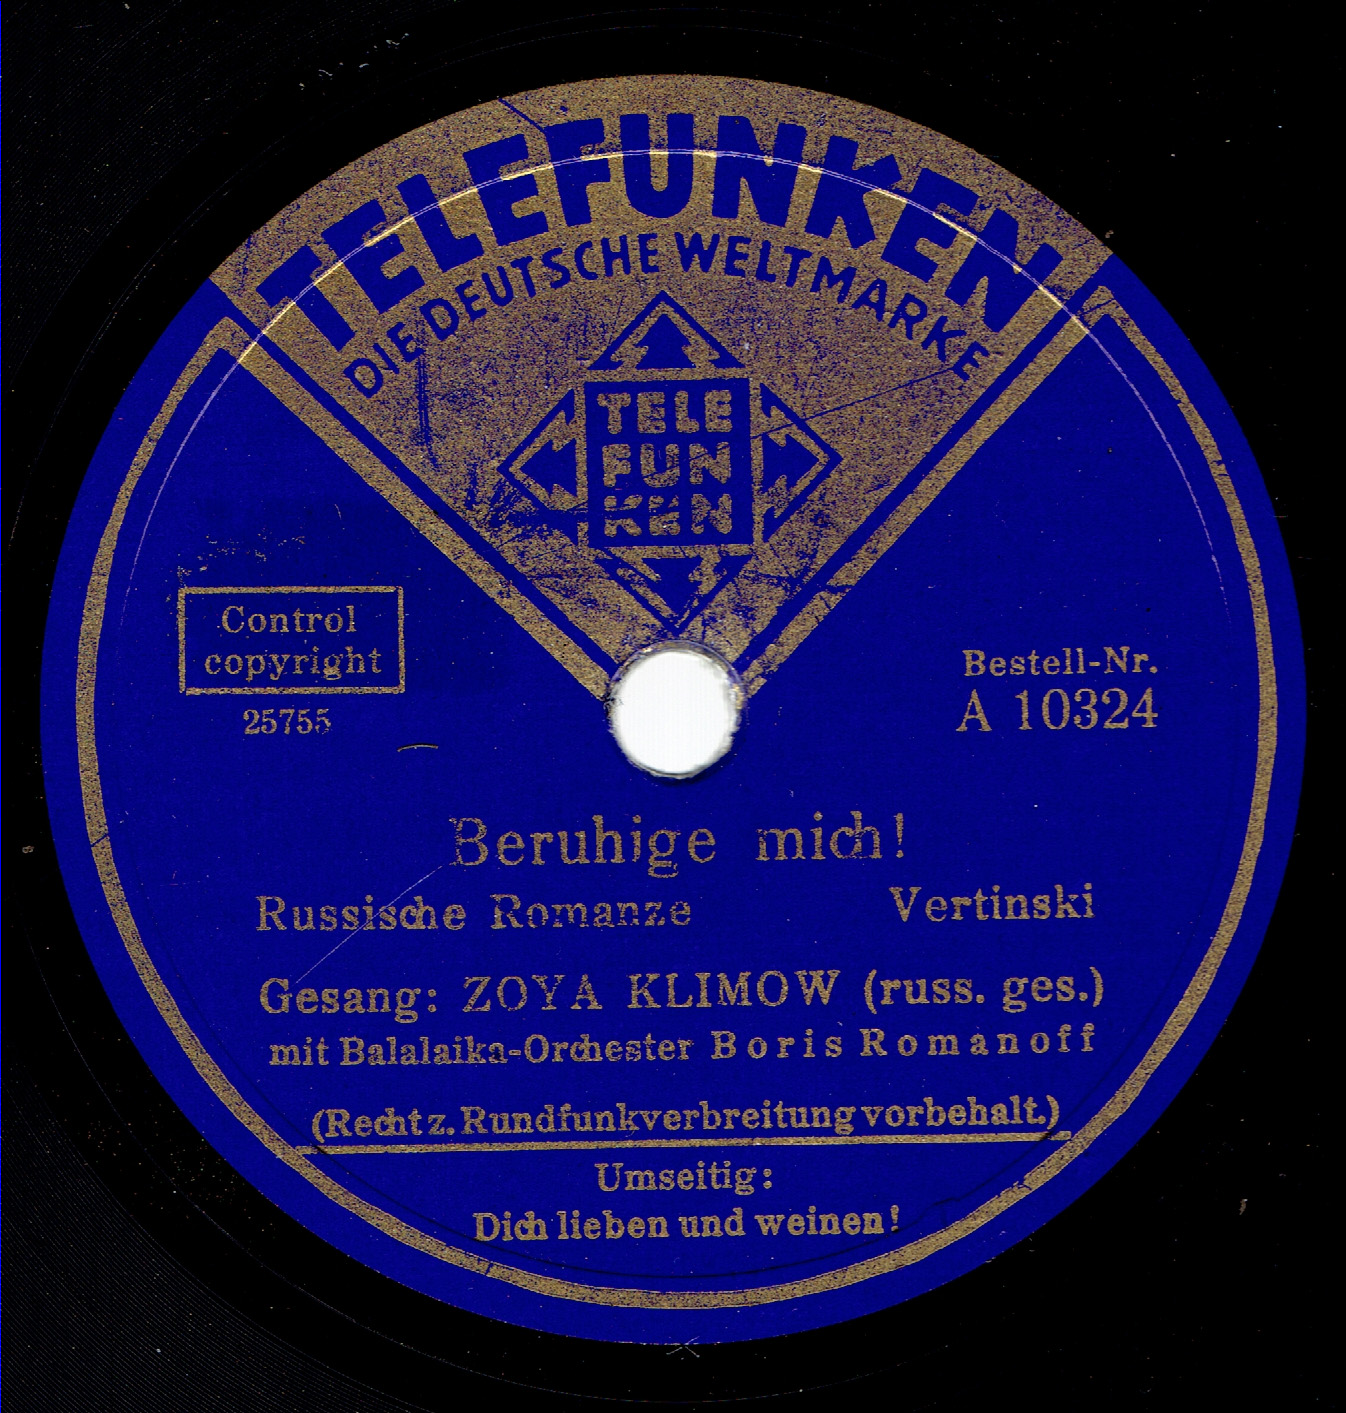 TELEFUNKEN
DIE DEUTSCHE WELTMARKE
TELE
FUN
KEN
Control
copyright
25755
Bestell-Nr.
A 10324
Beruhige mich!
Russische Romanze Vertinski
Gesang: ZOYA KLIMOW (russ. ges.)
mit Balalaika-Orchester Boris Romanoff
(Recht z. Rundfunkverbreitung vorbehalt.)
Umseitig:
Dich lieben und weinen!